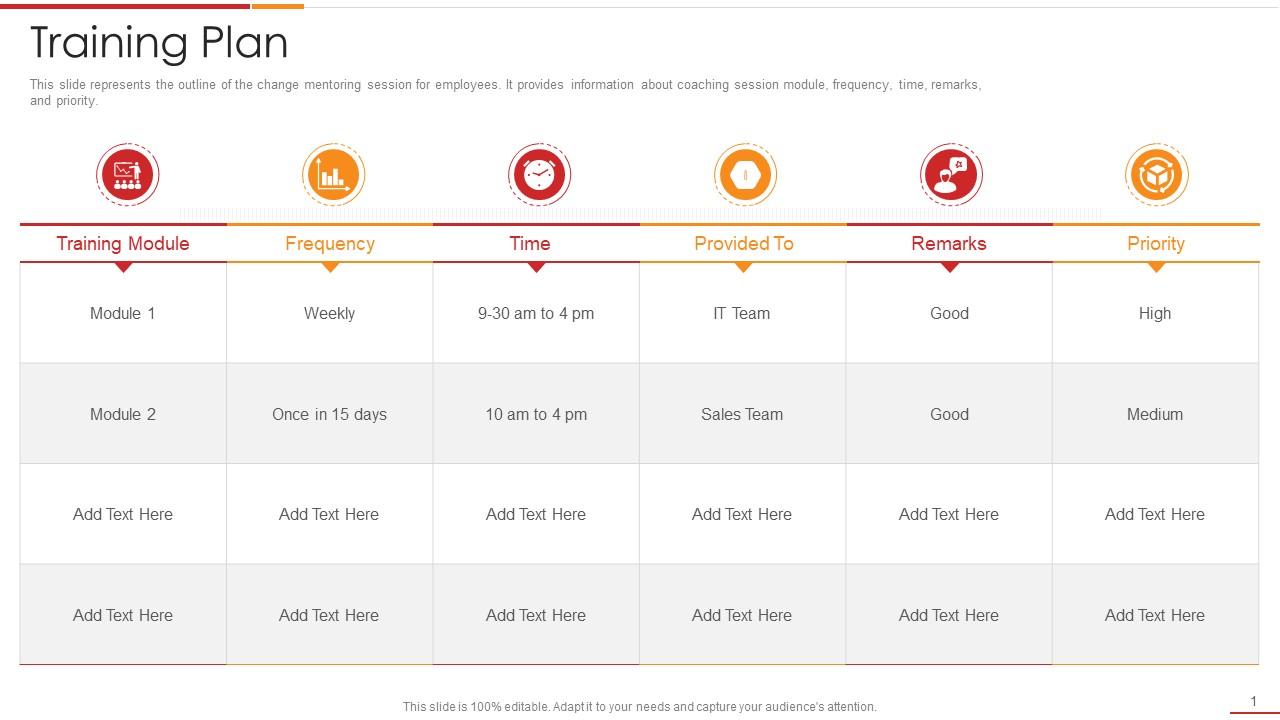 Training Plan
This slide represents the outline of the change mentoring session for employees. It provides information about coaching session module, frequency, time, remarks,
and priority.
Training Module Frequency Time Provided To Remarks Priority
Module 1 Weekly 9-30 am to 4 pm IT Team Good High
Module 2 Once in 15 days 10 am to 4 pm Sales Team Good Medium
Add Text Here Add Text Here Add Text Here Add Text Here Add Text Here Add Text Here
Add Text Here Add Text Here Add Text Here Add Text Here Add Text Here Add Text Here
This slide is 100% editable. Adapt it to your needs and capture your audience's attention.
1